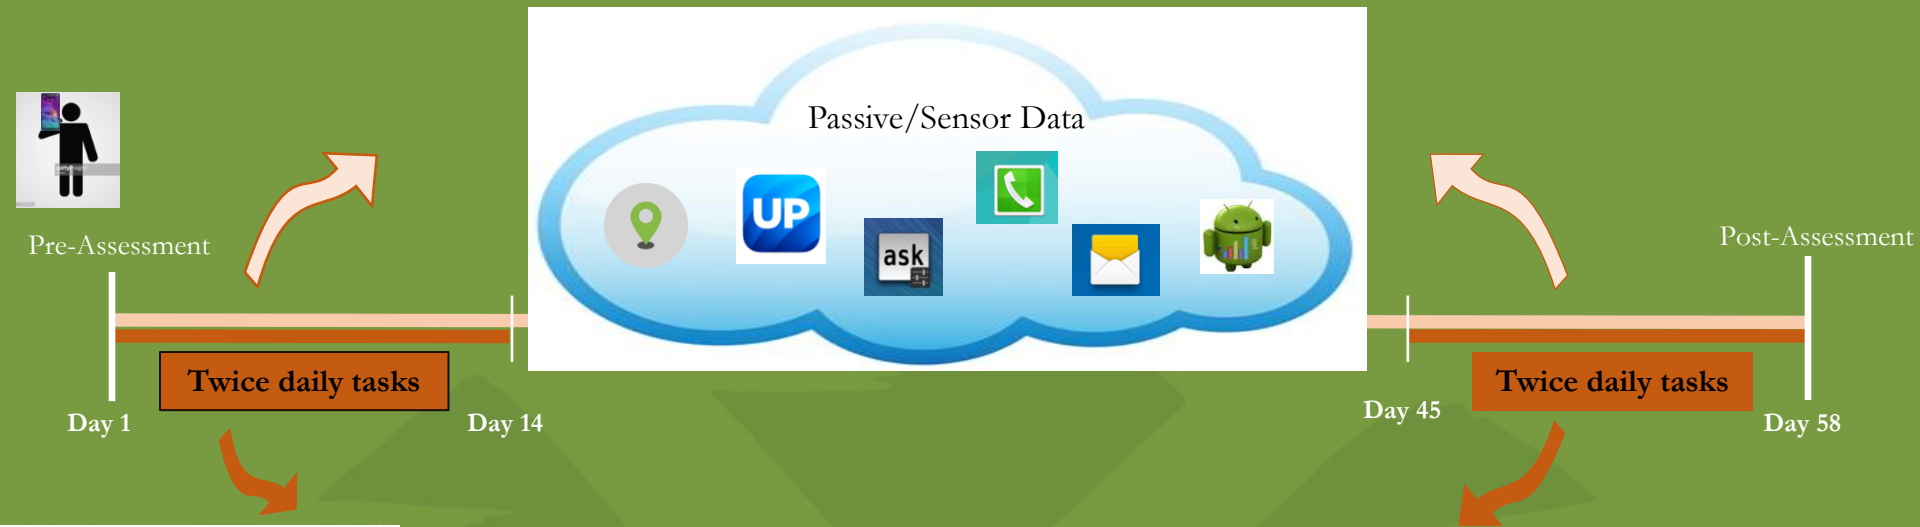 Passive/Sensor Data
UP
ask
Pre-Assessment
Post-Assessment
Twice daily tasks
Twice daily tasks
Day 1
Day 14
Day 45
Day 58